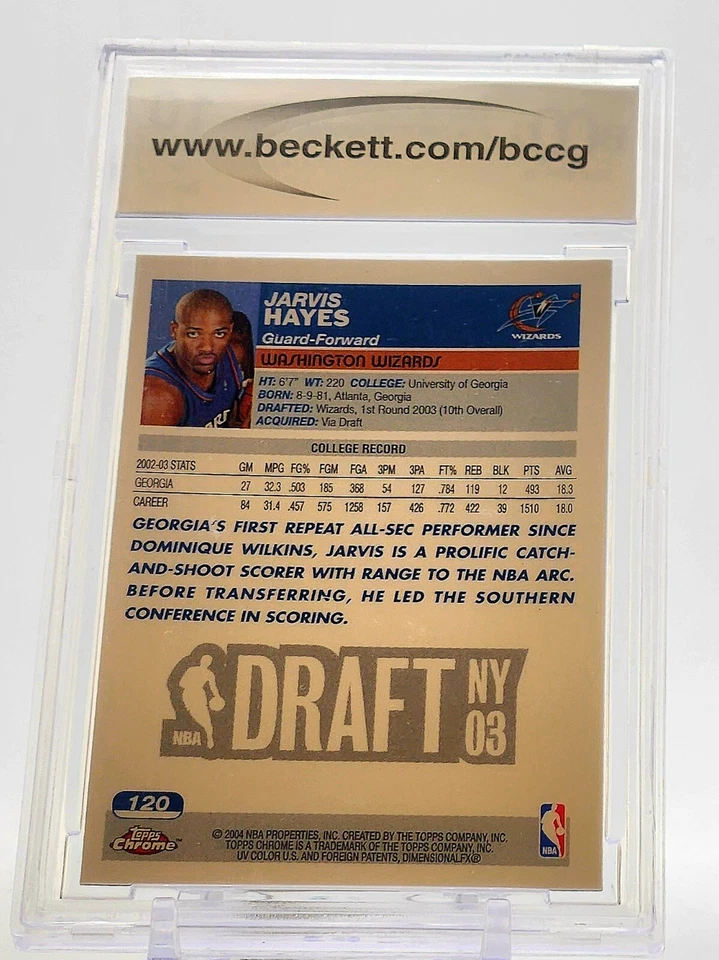 www.beckett.com/bccg
JARVIS
HAYES
Guard-Forward
WASHINGTON WIZARDS
WIZARDS
HT: 6'7" WT: 220 COLLEGE: University of Georgia
BORN: 8-9-81, Atlanta, Georgia
DRAFTED: Wizards, 1st Round 2003 (10th Overall)
ACQUIRED: Via Draft
COLLEGE RECORD
2002-03 STATS GM MPG FG% FGM FGA 3PM 3PA FT% REB BLK PTS AVG
GEORGIA 27 32.3 .503 185 368 54 127 .784 119 12 493 18.3
CAREER 84 31.4 .457 575 1258 157 426 .772 422 39 1510 18.0
GEORGIA'S FIRST REPEAT ALL-SEC PERFORMER SINCE
DOMINIQUE WILKINS, JARVIS IS A PROLIFIC CATCH-
AND-SHOOT SCORER WITH RANGE TO THE NBA ARC.
BEFORE TRANSFERRING, HE LED THE SOUTHERN
CONFERENCE IN SCORING.
NBA DRAFT NY
03
120
Topps
Chrome™
© 2004 NBA PROPERTIES, INC. CREATED BY THE TOPPS COMPANY, INC.
TOPPS CHROME IS A TRADEMARK OF THE TOPPS COMPANY, INC.
UV COLOR U.S. AND FOREIGN PATENTS, DIMENSIONALFX®
NBA